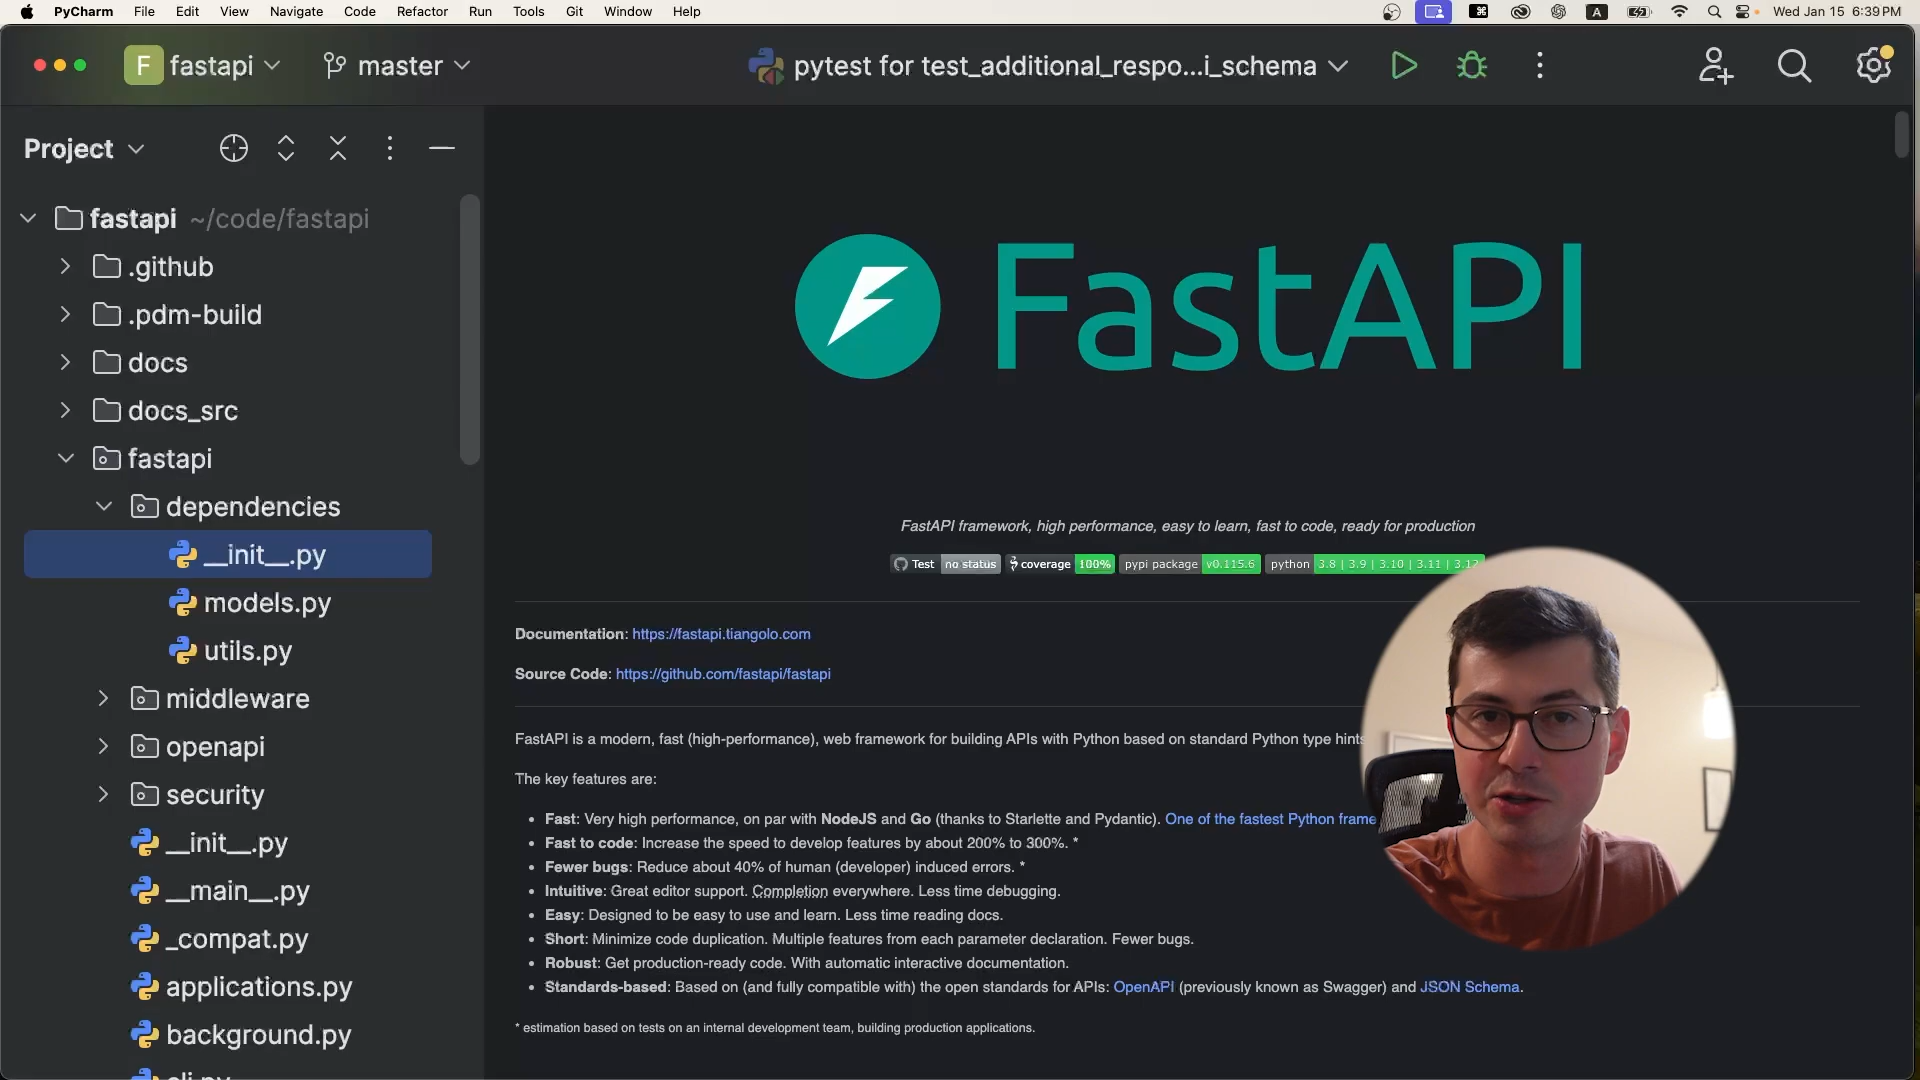 PyCharm File Edit View Navigate Code Refactor Run Tools Git Window Help
A Wed Jan 15 6:39 PM
F fastapi master pytest for test_additional_respo...i_schema
Project
fastapi ~/code/fastapi
.github
.pdm-build
docs
docs_src
fastapi
dependencies
__init__.py
models.py
utils.py
middleware
openapi
security
__init__.py
__main__.py
_compat.py
applications.py
background.py
FastAPI
FastAPI framework, high performance, easy to learn, fast to code, ready for production
Test no status coverage 100% pypi package v0.115.6 python 3.8 | 3.9 | 3.10 | 3.11 | 3.12
Documentation: https://fastapi.tiangolo.com
Source Code: https://github.com/fastapi/fastapi
FastAPI is a modern, fast (high-performance), web framework for building APIs with Python based on standard Python type hints
The key features are:
• Fast: Very high performance, on par with NodeJS and Go (thanks to Starlette and Pydantic). One of the fastest Python frame
• Fast to code: Increase the speed to develop features by about 200% to 300%. *
• Fewer bugs: Reduce about 40% of human (developer) induced errors. *
• Intuitive: Great editor support. Completion everywhere. Less time debugging.
• Easy: Designed to be easy to use and learn. Less time reading docs.
• Short: Minimize code duplication. Multiple features from each parameter declaration. Fewer bugs.
• Robust: Get production-ready code. With automatic interactive documentation.
• Standards-based: Based on (and fully compatible with) the open standards for APIs: OpenAPI (previously known as Swagger) and JSON Schema.
* estimation based on tests on an internal development team, building production applications.